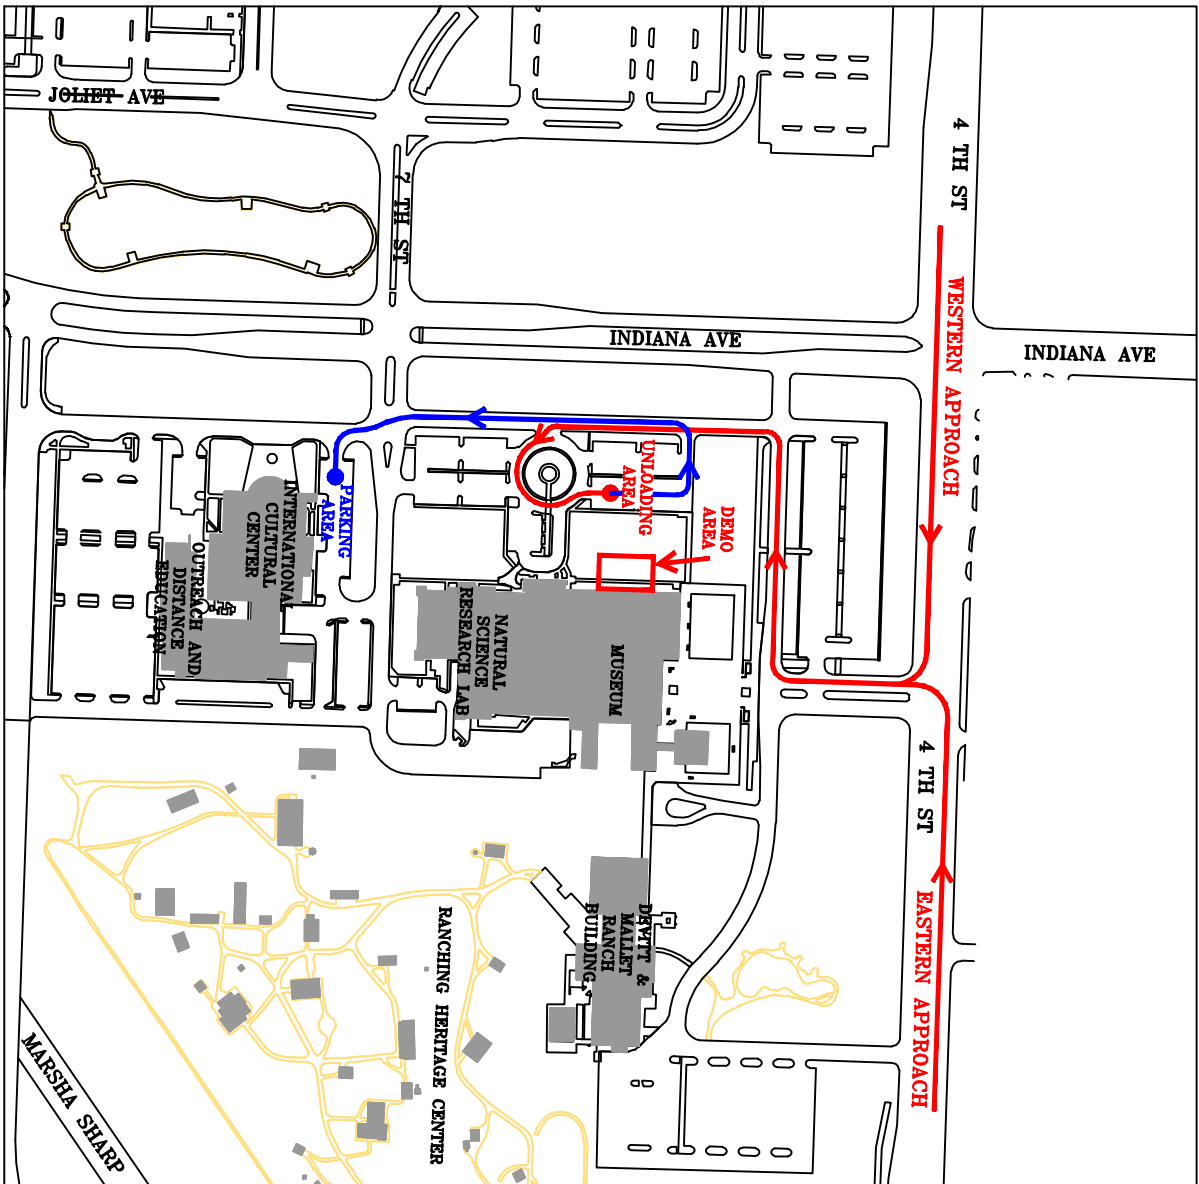 JOLIET AVE
4 TH ST
7 TH ST
WESTERN APPROACH
INDIANA AVE
INDIANA AVE
UNLOADING
AREA
DEMO
AREA
PARKING
AREA
INTERNATIONAL
CULTURAL
CENTER
OUTREACH AND
DISTANCE
EDUCATION
NATURAL
SCIENCE
RESEARCH LAB
MUSEUM
4 TH ST
EASTERN APPROACH
DEVITT &
MALLET
RANCH
BUILDING
RANCHING HERITAGE CENTER
MARSHA SHARP